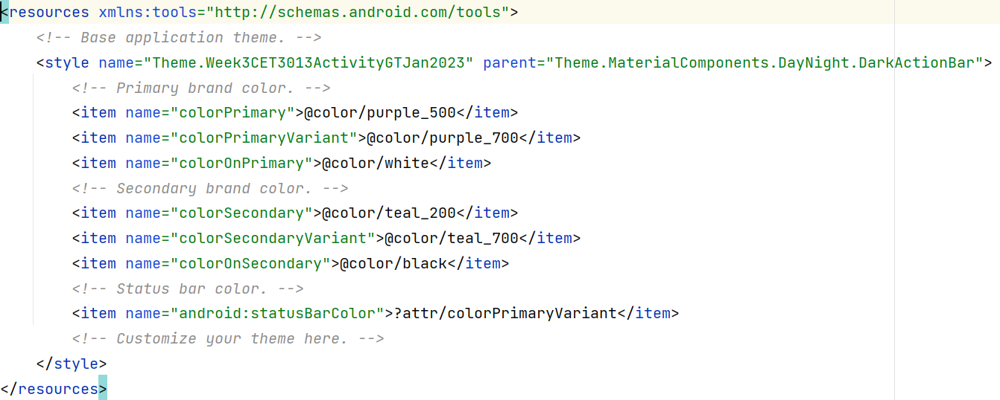 <resources xmlns:tools="http://schemas.android.com/tools">
    <!-- Base application theme. -->
    <style name="Theme.Week3CET3013ActivityGTJan2023" parent="Theme.MaterialComponents.DayNight.DarkActionBar">
        <!-- Primary brand color. -->
        <item name="colorPrimary">@color/purple_500</item>
        <item name="colorPrimaryVariant">@color/purple_700</item>
        <item name="colorOnPrimary">@color/white</item>
        <!-- Secondary brand color. -->
        <item name="colorSecondary">@color/teal_200</item>
        <item name="colorSecondaryVariant">@color/teal_700</item>
        <item name="colorOnSecondary">@color/black</item>
        <!-- Status bar color. -->
        <item name="android:statusBarColor">?attr/colorPrimaryVariant</item>
        <!-- Customize your theme here. -->
    </style>
</resources>